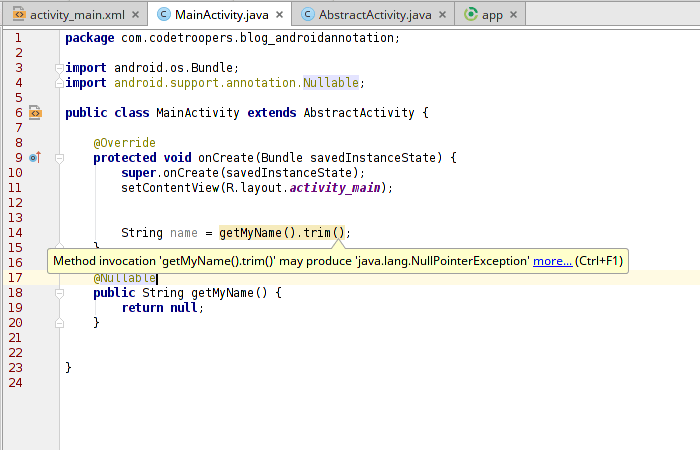 activity_main.xml × MainActivity.java × AbstractActivity.java × app ×
1 package com.codetroopers.blog_androidannotation;
2
3 import android.os.Bundle;
4 import android.support.annotation.Nullable;
5
6 public class MainActivity extends AbstractActivity {
7
8 @Override
9 protected void onCreate(Bundle savedInstanceState) {
10 super.onCreate(savedInstanceState);
11 setContentView(R.layout.activity_main);
12
13
14 String name = getMyName().trim();
15 }
Method invocation 'getMyName().trim()' may produce 'java.lang.NullPointerException' more... (Ctrl+F1)
16
17 @Nullable
18 public String getMyName() {
19 return null;
20 }
21
22
23 }
24